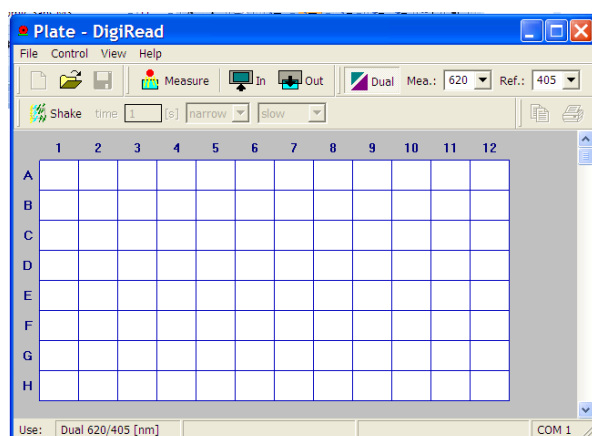 Plate - DigiRead
File Control View Help
Measure In Out Dual Mea.: 620 Ref.: 405
Shake time 1 [s] narrow slow
1 2 3 4 5 6 7 8 9 10 11 12
A
B
C
D
E
F
G
H
Use: Dual 620/405 [nm] COM 1